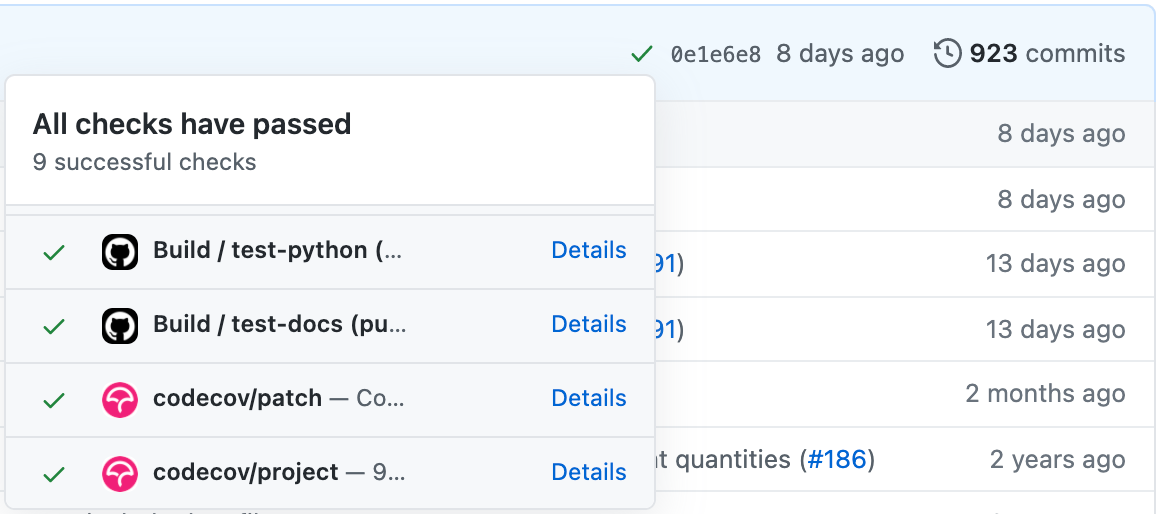 0e1e6e8 8 days ago 923 commits
All checks have passed
9 successful checks
8 days ago
8 days ago
Build / test-python (... Details
91) 13 days ago
Build / test-docs (pu... Details
91) 13 days ago
codecov/patch — Co... Details
2 months ago
codecov/project — 9... Details
t quantities (#186) 2 years ago